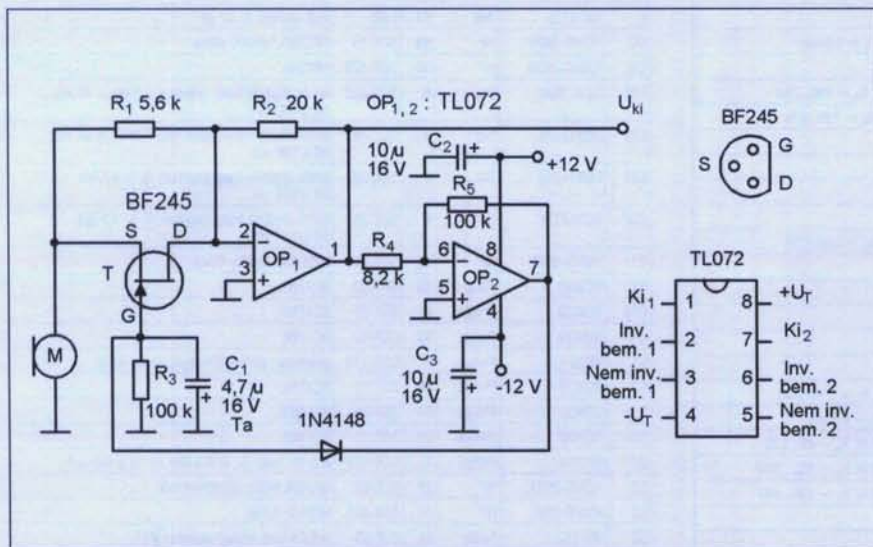 R1 5,6 k
R2 20 k
OP1,2 : TL072
Uki
BF245
G
S
D
C2 +
10 µ
16 V
+12 V
R5
100 k
BF245
S D
T
G
2 −
3 +
OP1
1
R4
8,2 k
6 −
5 +
OP2
8
7
4
M
R3
100 k
C1
4,7 µ
16 V
Ta
+
C3
10 µ
16 V
+
-12 V
1N4148
TL072
Ki1 1 8 +UT
Inv. bem. 1 2 7 Ki2
Nem inv. bem. 1 3 6 Inv. bem. 2
-UT 4 5 Nem inv. bem. 2